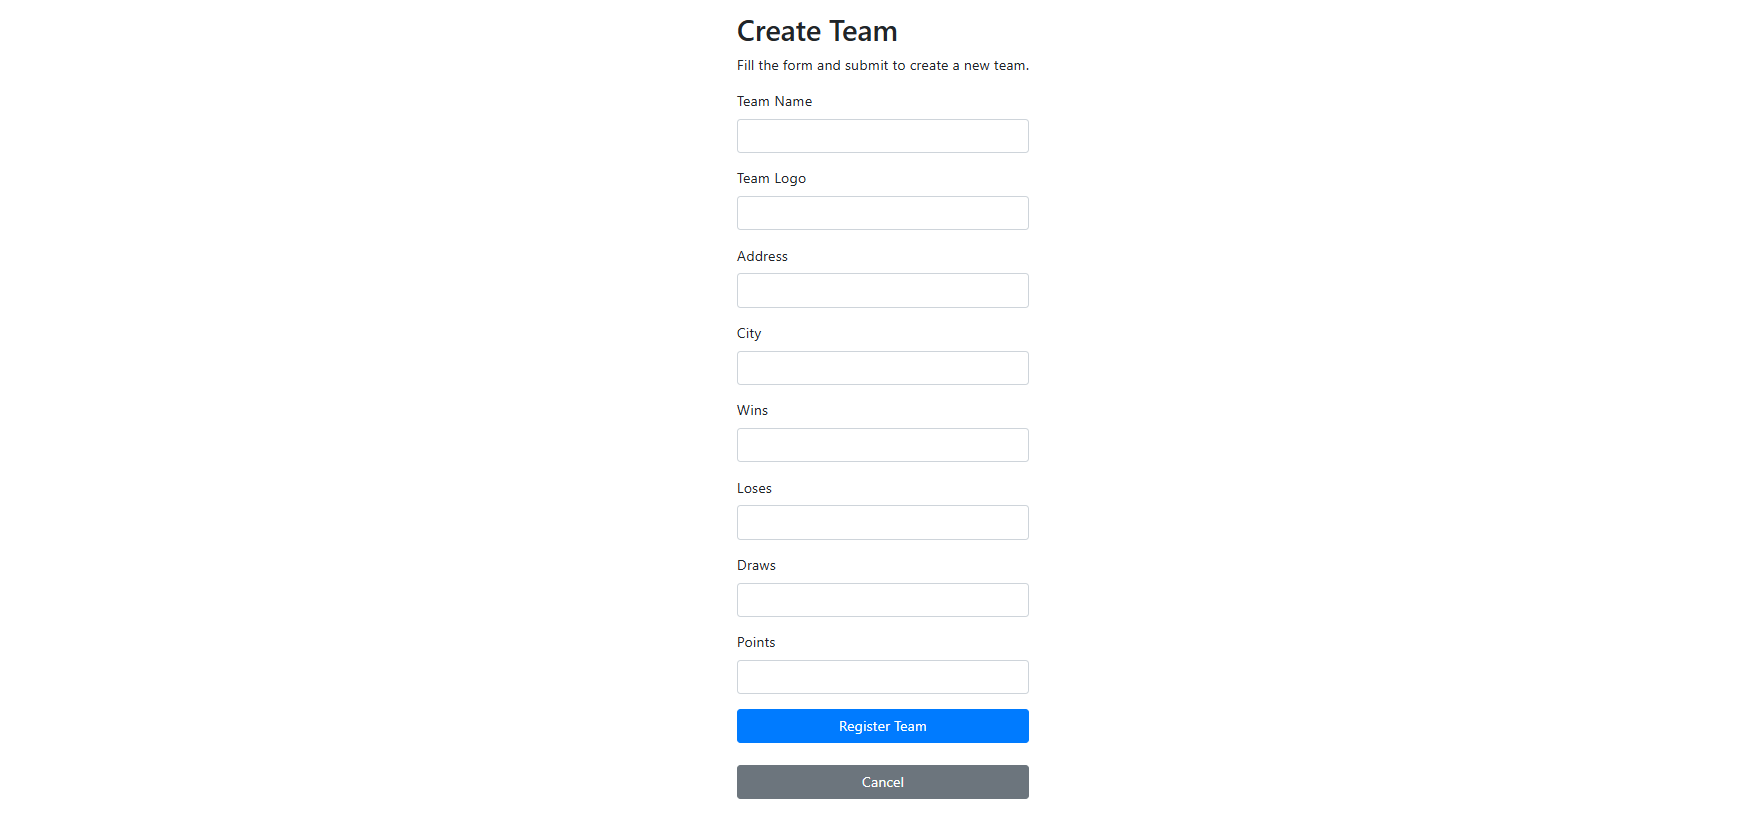 Create Team
Fill the form and submit to create a new team.
Team Name
Team Logo
Address
City
Wins
Loses
Draws
Points
Register Team
Cancel